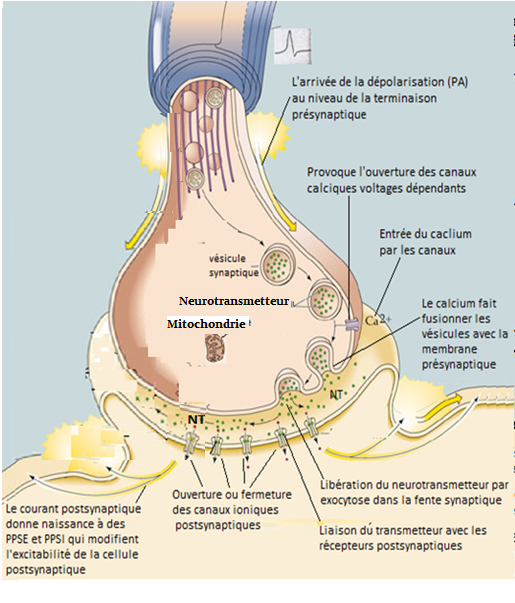 L'arrivée de la dépolarisation (PA)
au niveau de la terminaison
présynaptique
Provoque l'ouverture des canaux
calciques voltages dépendants
Entrée du caclium
par les canaux
vésicule
synaptique
Neurotransmetteur
Mitochondrie
Ca2+
Le calcium fait
fusionner les
vésicules avec la
membrane
présynaptique
NT
NT
Libération du neurotransmetteur par
exocytose dans la fente synaptique
Ouverture ou fermeture
des canaux ioniques
postsynaptiques
Liaison du transmetteur avec les
récepteurs postsynaptiques
Le courant postsynaptique
donne naissance à des
PPSE et PPSI qui modifient
l'excitabilité de la cellule
postsynaptique